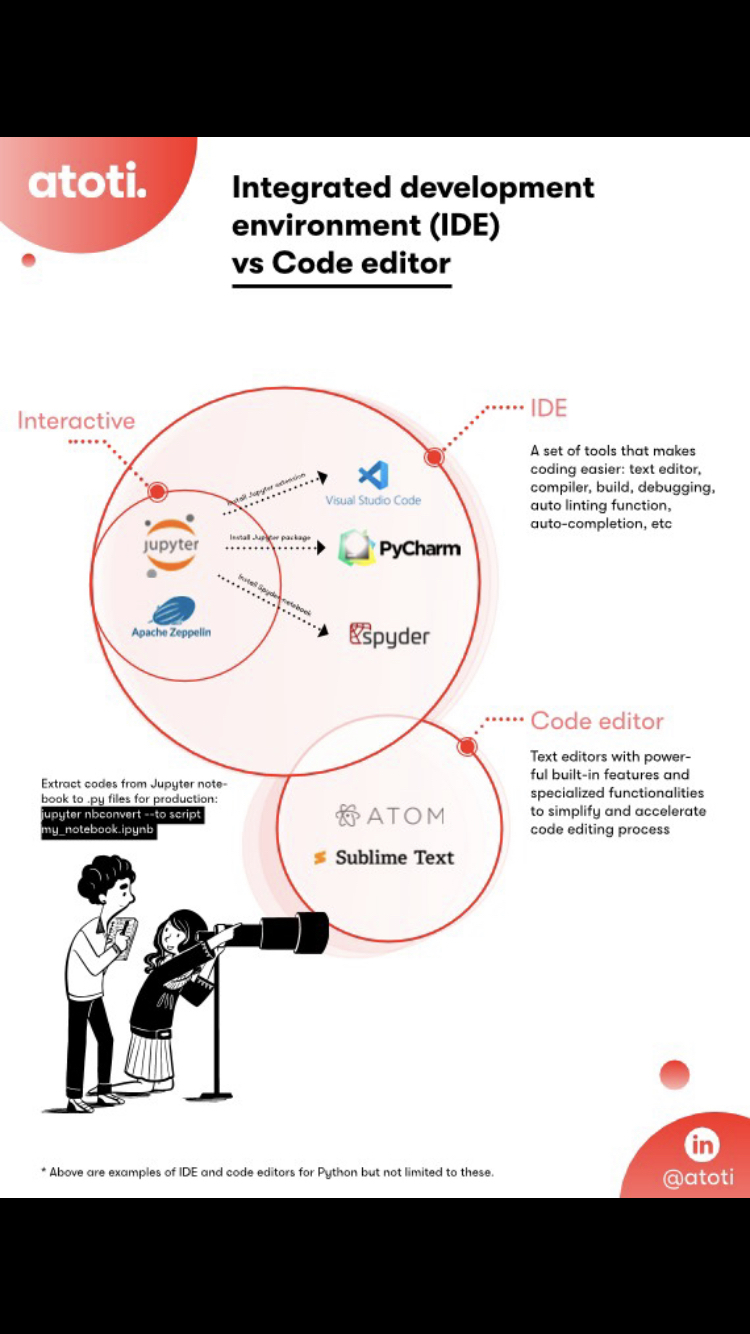 atoti.
Integrated development
environment (IDE)
vs Code editor
Interactive
IDE
A set of tools that makes
coding easier: text editor,
compiler, build, debugging,
auto linting function,
auto-completion, etc
Install Jupyter extension
Visual Studio Code
jupyter
Install Jupyter package
PyCharm
Install Spyder notebook
Apache Zeppelin
spyder
Code editor
Text editors with power-
ful built-in features and
specialized functionalities
to simplify and accelerate
code editing process
Extract codes from Jupyter note-
book to .py files for production:
jupyter nbconvert --to script
my_notebook.ipynb
ATOM
Sublime Text
* Above are examples of IDE and code editors for Python but not limited to these.
in
@atoti